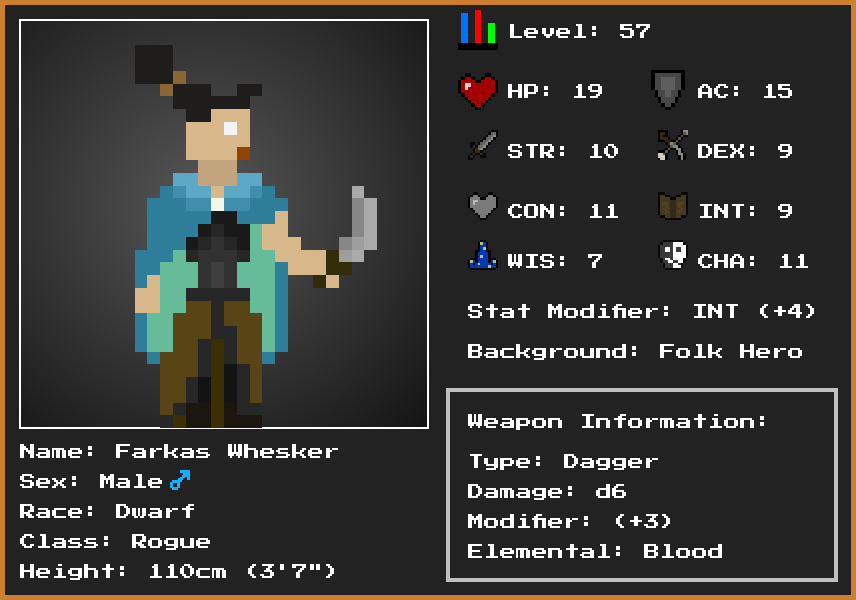 Level: 57
HP: 19 AC: 15
STR: 10 DEX: 9
CON: 11 INT: 9
WIS: 7 CHA: 11
Stat Modifier: INT (+4)
Background: Folk Hero
Weapon Information:
Type: Dagger
Damage: d6
Modifier: (+3)
Elemental: Blood
Name: Farkas Whesker
Sex: Male ♂
Race: Dwarf
Class: Rogue
Height: 110cm (3'7")